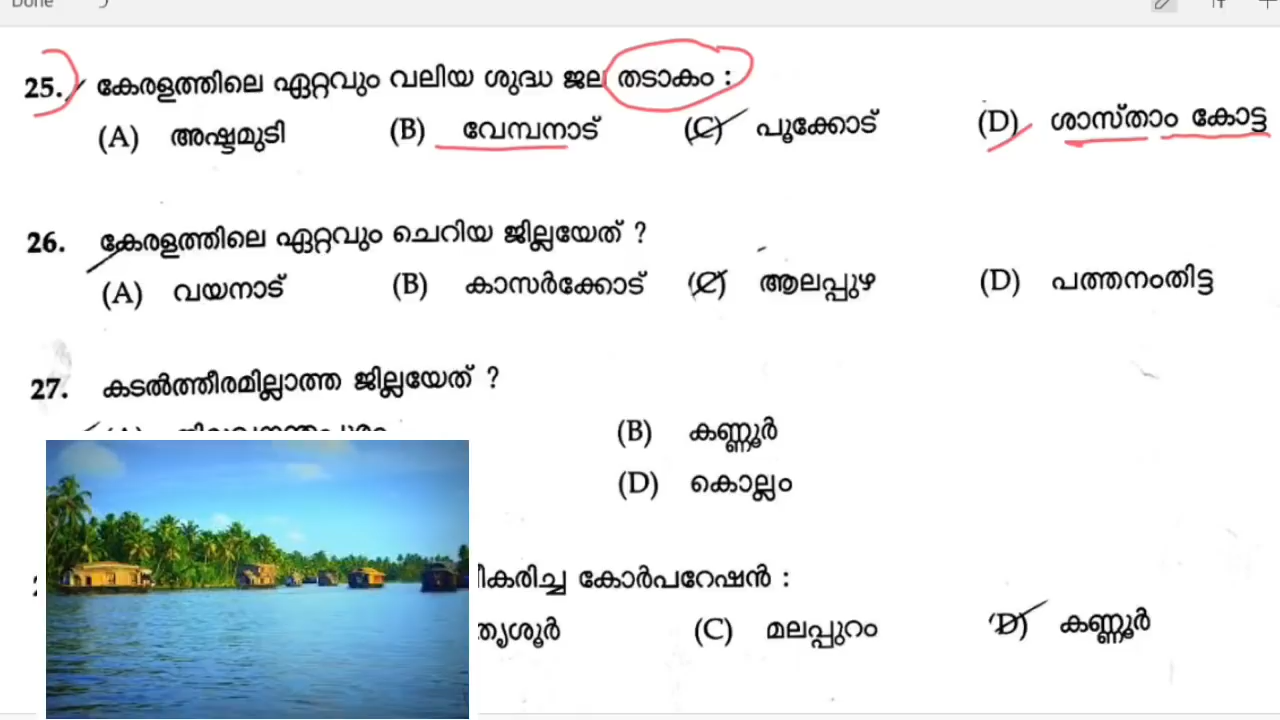 Done
25. കേരളത്തിലെ ഏറ്റവും വലിയ ശുദ്ധ ജല തടാകം :
(A) അഷ്ടമുടി (B) വേമ്പനാട് (C) പൂക്കോട് (D) ശാസ്താം കോട്ട
26. കേരളത്തിലെ ഏറ്റവും ചെറിയ ജില്ലയേത് ?
(A) വയനാട് (B) കാസർക്കോട് (C) ആലപ്പുഴ (D) പത്തനംതിട്ട
27. കടൽത്തീരമില്ലാത്ത ജില്ലയേത് ?
(B) കണ്ണൂർ
(D) കൊല്ലം
കോർപറേഷൻ :
തൃശൂർ (C) മലപ്പുറം (D) കണ്ണൂർ